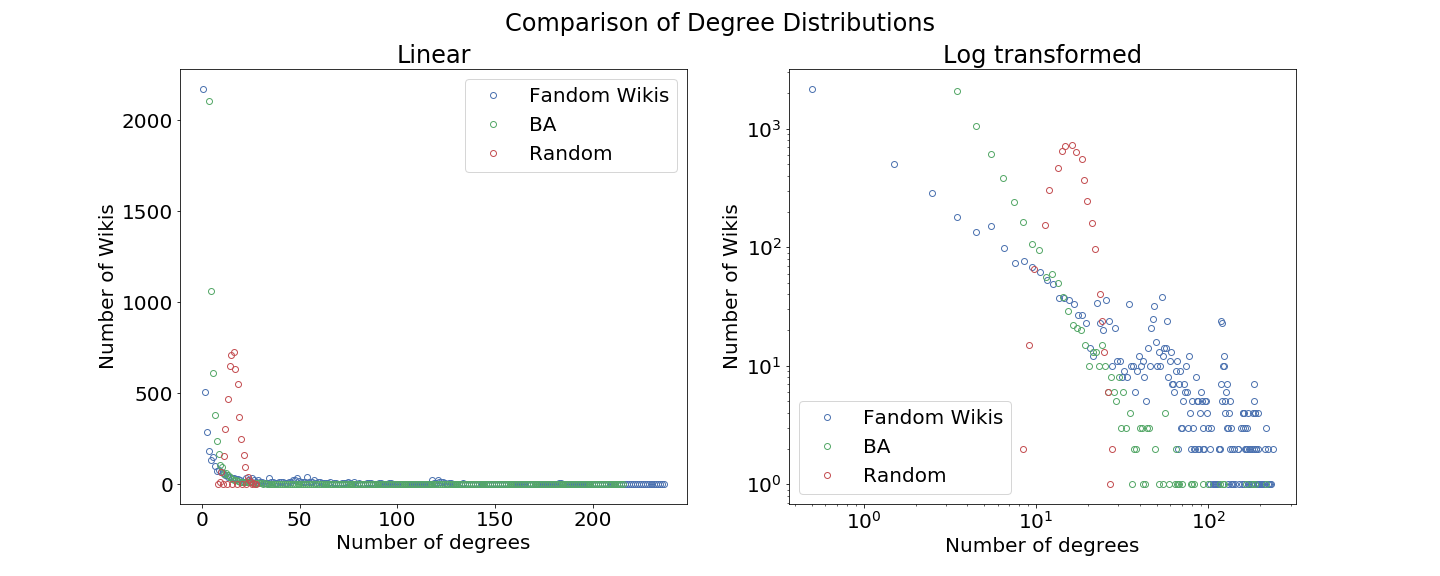 Comparison of Degree Distributions
Linear
Number of Wikis
2000
1500
1000
500
0
0 50 100 150 200
Number of degrees
Fandom Wikis
BA
Random
Log transformed
Number of Wikis
10³
10²
10¹
10⁰
10⁰ 10¹ 10²
Number of degrees
Fandom Wikis
BA
Random